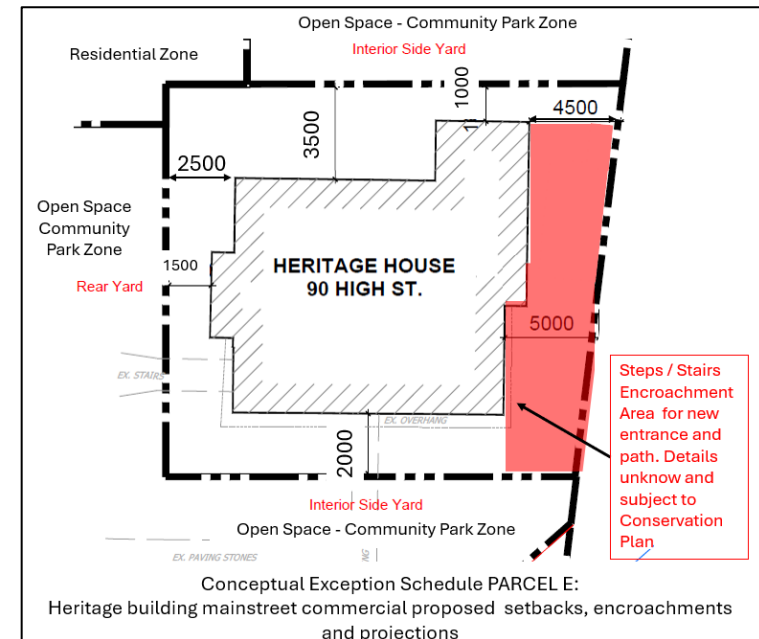 Open Space - Community Park Zone
Residential Zone
Interior Side Yard
1000
4500
3500
2500
Open Space
Community
Park Zone
1500
Rear Yard
HERITAGE HOUSE
90 HIGH ST.
5000
Steps / Stairs
Encroachment
Area for new
entrance and
path. Details
unknow and
subject to
Conservation
Plan
EX. STAIRS
EX. OVERHANG
2000
Interior Side Yard
Open Space - Community Park Zone
EX. PAVING STONES
NG
Conceptual Exception Schedule PARCEL E:
Heritage building mainstreet commercial proposed setbacks, encroachments
and projections